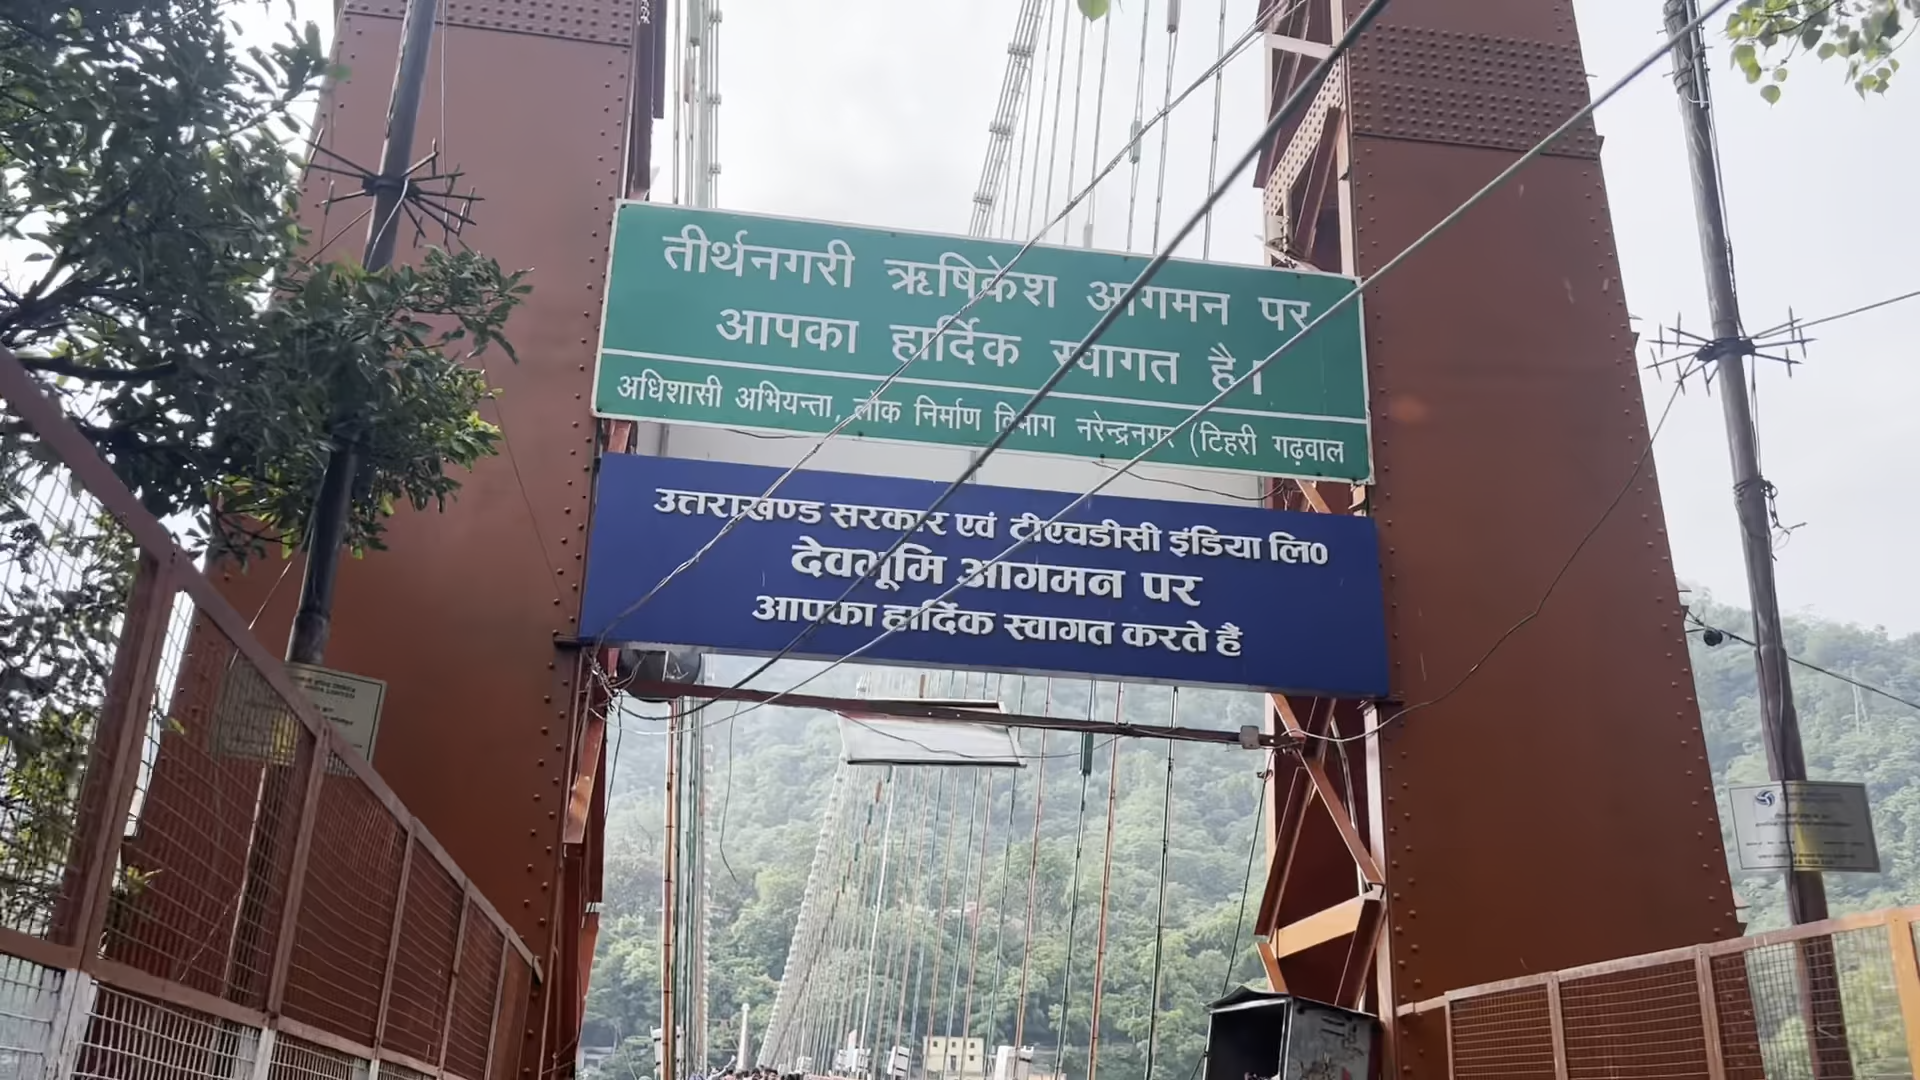 तीर्थनगरी ऋषिकेश आगमन पर
आपका हार्दिक स्वागत है।
अधिशासी अभियन्ता, लोक निर्माण विभाग नरेन्द्रनगर (टिहरी गढ़वाल
उत्तराखण्ड सरकार एवं टीएचडीसी इंडिया लि0
देवभूमि आगमन पर
आपका हार्दिक स्वागत करते हैं